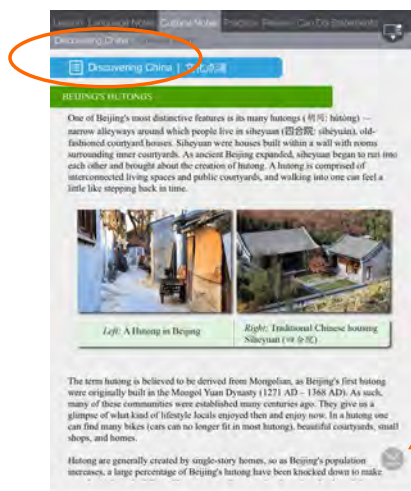 Lesson Language Notes Culture Notes Practice Review Can Do Statements
Discovering China
Discovering China | 文化点滴
BEIJING'S HUTONGS
One of Beijing's most distinctive features is its many hutongs ( 胡同: hútòng) —
narrow alleyways around which people live in siheyuan (四合院: sìhéyuàn), old-
fashioned courtyard houses. Siheyuan were houses built within a wall with rooms
surrounding inner courtyards. As ancient Beijing expanded, siheyuan began to run into
each other and brought about the creation of hutong. A hutong is comprised of
interconnected living spaces and public courtyards, and walking into one can feel a
little like stepping back in time.
Left: A Hutong in Beijing
Right: Traditional Chinese housing
Siheyuan (四合院)
The term hutong is believed to be derived from Mongolian, as Beijing's first hutong
were originally built in the Mongol Yuan Dynasty (1271 AD – 1368 AD). As such,
many of these communities were established many centuries ago. They give us a
glimpse of what kind of lifestyle locals enjoyed then and enjoy now. In a hutong one
can find many bikes (cars can no longer fit in most hutong), beautiful courtyards, small
shops, and homes.
Hutong are generally created by single-story homes, so as Beijing's population
increases, a large percentage of Beijing's hutong have been knocked down to make